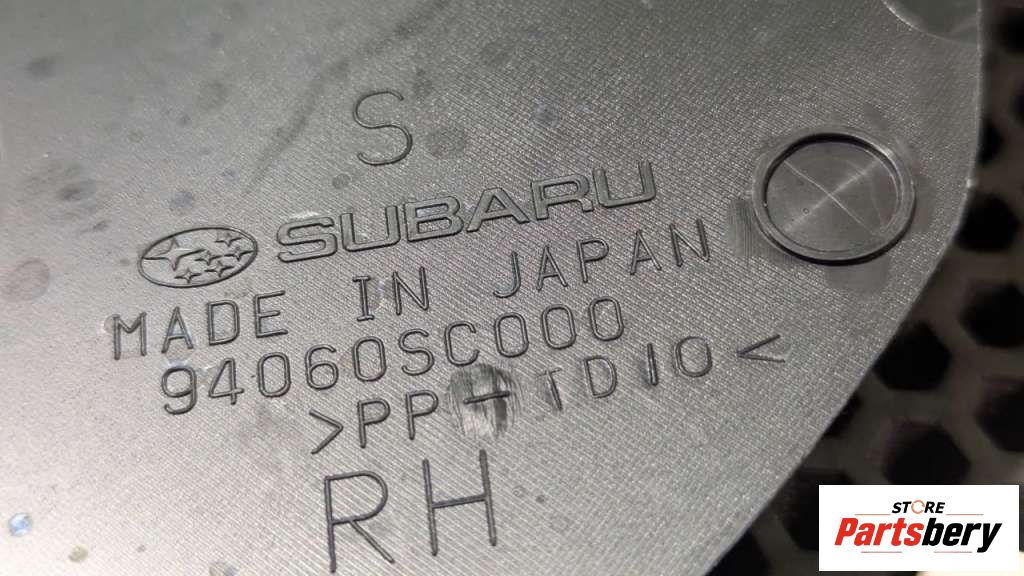 S
SUBARU
MADE IN JAPAN
94060SC000
>PP-TD10<
RH
STORE
Partsbery